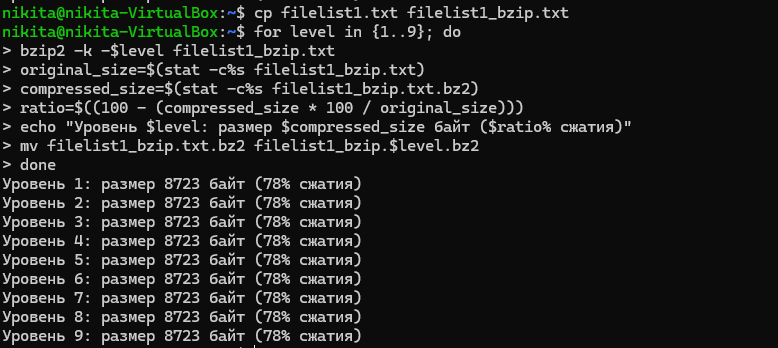 nikita@nikita-VirtualBox:~$ cp filelist1.txt filelist1_bzip.txt
nikita@nikita-VirtualBox:~$ for level in {1..9}; do
> bzip2 -k -$level filelist1_bzip.txt
> original_size=$(stat -c%s filelist1_bzip.txt)
> compressed_size=$(stat -c%s filelist1_bzip.txt.bz2)
> ratio=$((100 - (compressed_size * 100 / original_size)))
> echo "Уровень $level: размер $compressed_size байт ($ratio% сжатия)"
> mv filelist1_bzip.txt.bz2 filelist1_bzip.$level.bz2
> done
Уровень 1: размер 8723 байт (78% сжатия)
Уровень 2: размер 8723 байт (78% сжатия)
Уровень 3: размер 8723 байт (78% сжатия)
Уровень 4: размер 8723 байт (78% сжатия)
Уровень 5: размер 8723 байт (78% сжатия)
Уровень 6: размер 8723 байт (78% сжатия)
Уровень 7: размер 8723 байт (78% сжатия)
Уровень 8: размер 8723 байт (78% сжатия)
Уровень 9: размер 8723 байт (78% сжатия)